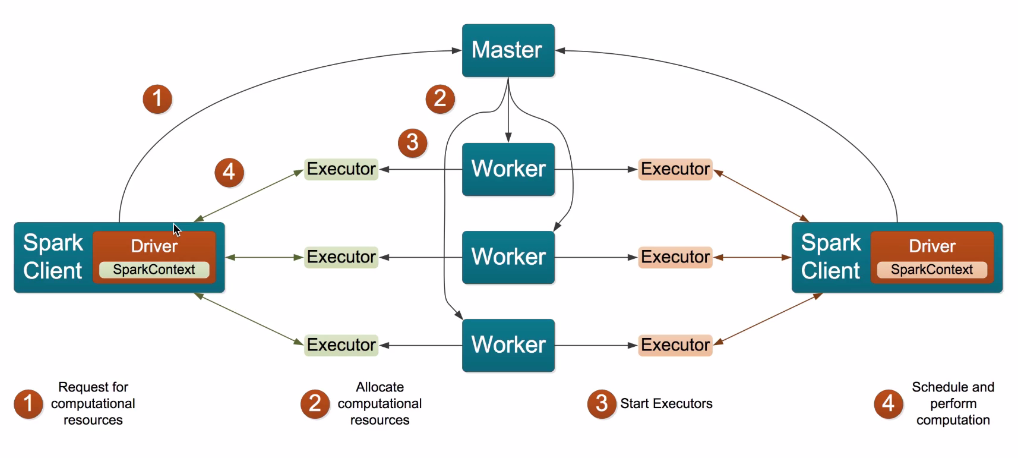 Master
1
2
3
4
Executor
Worker
Executor
Spark
Client
Driver
SparkContext
Executor
Worker
Executor
Spark
Client
Driver
SparkContext
Executor
Worker
Executor
1
Request for
computational
resources
2
Allocate
computational
resources
3
Start Executors
4
Schedule and
perform
computation